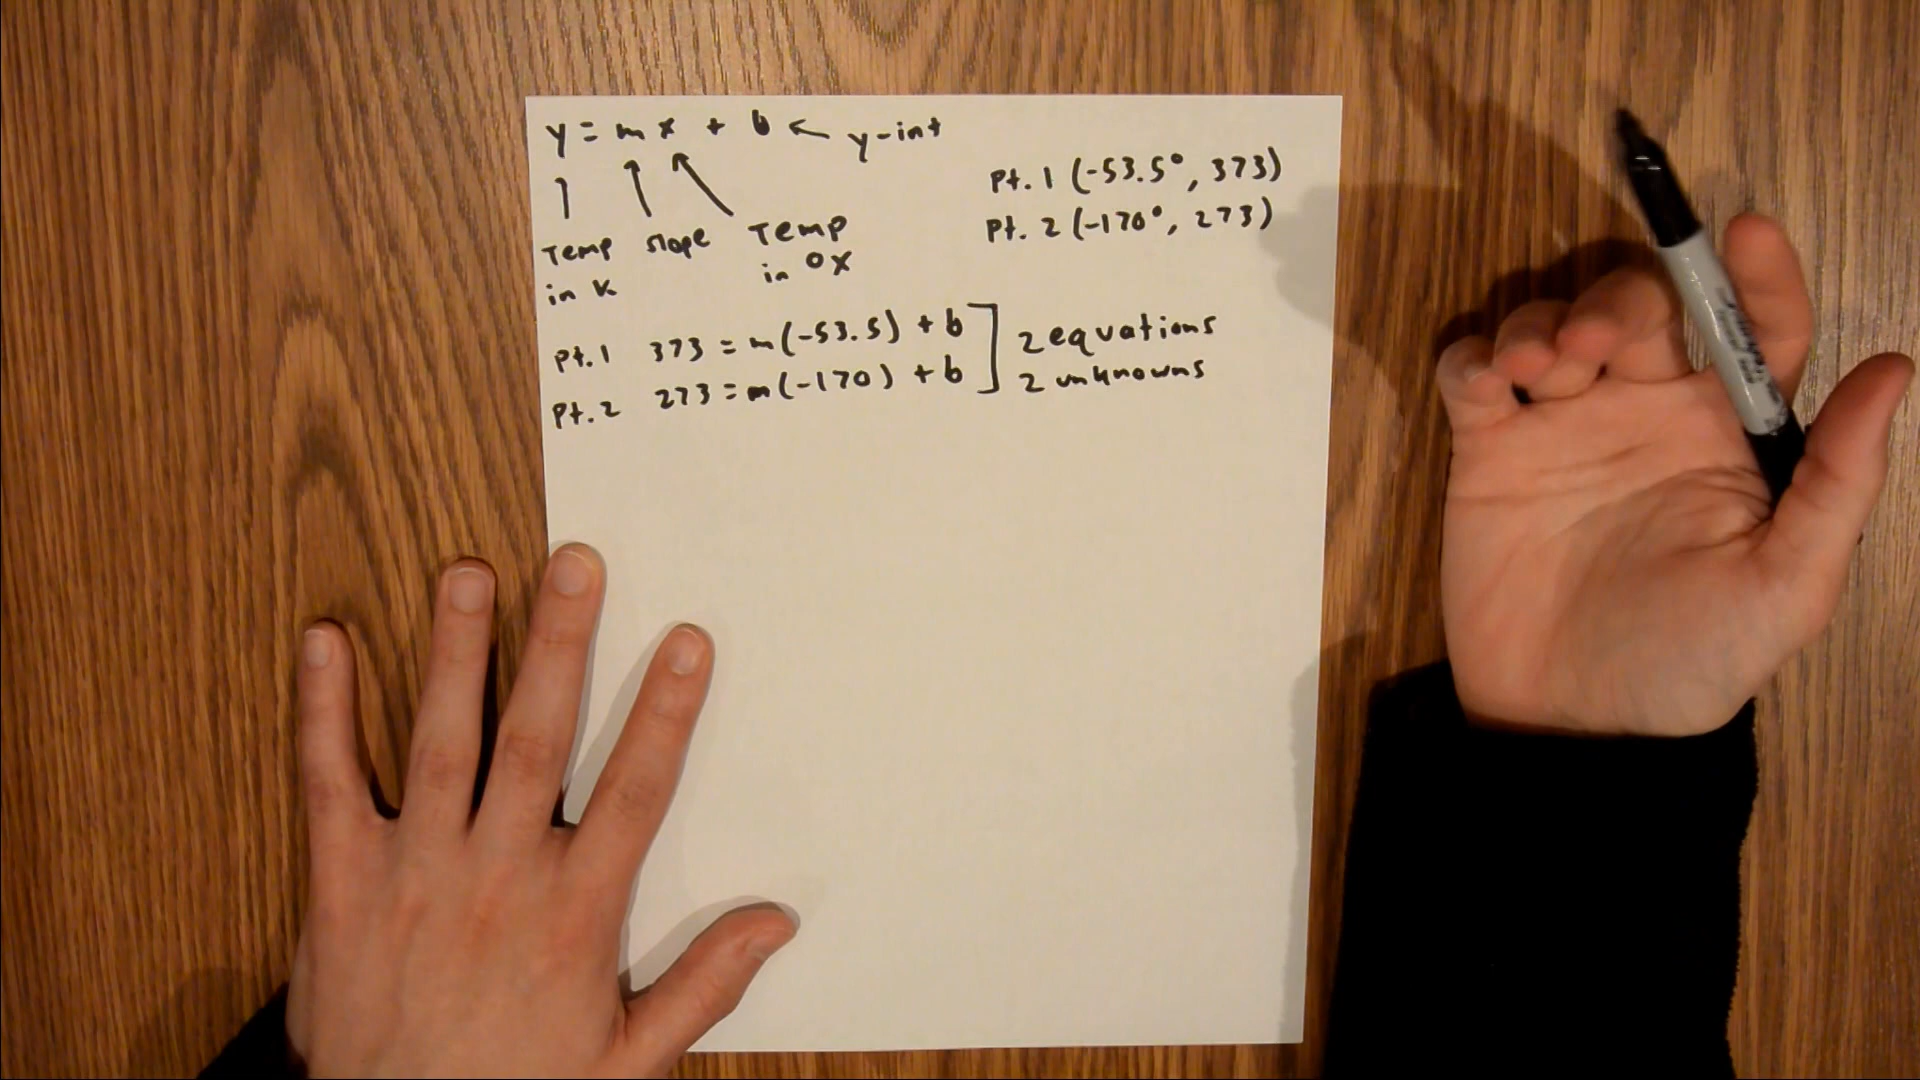 y = mx + b ← y-int
Temp in K
slope
Temp in °X
Pt. 1 (-53.5°, 373)
Pt. 2 (-170°, 273)
Pt. 1 373 = m(-53.5) + b
Pt. 2 273 = m(-170) + b
2 equations
2 unknowns